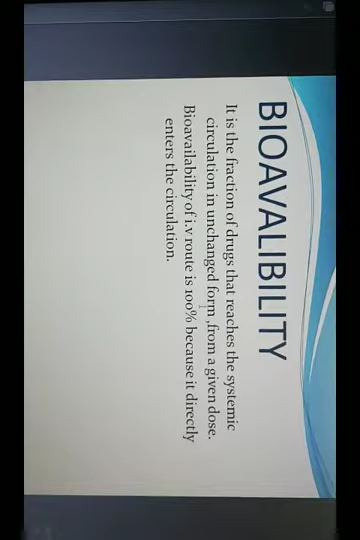 BIOAVALIBILITY
It is the fraction of drugs that reaches the systemic
circulation in unchanged form ,from a given dose.
Bioavailability of i.v route is 100% because it directly
enters the circulation.